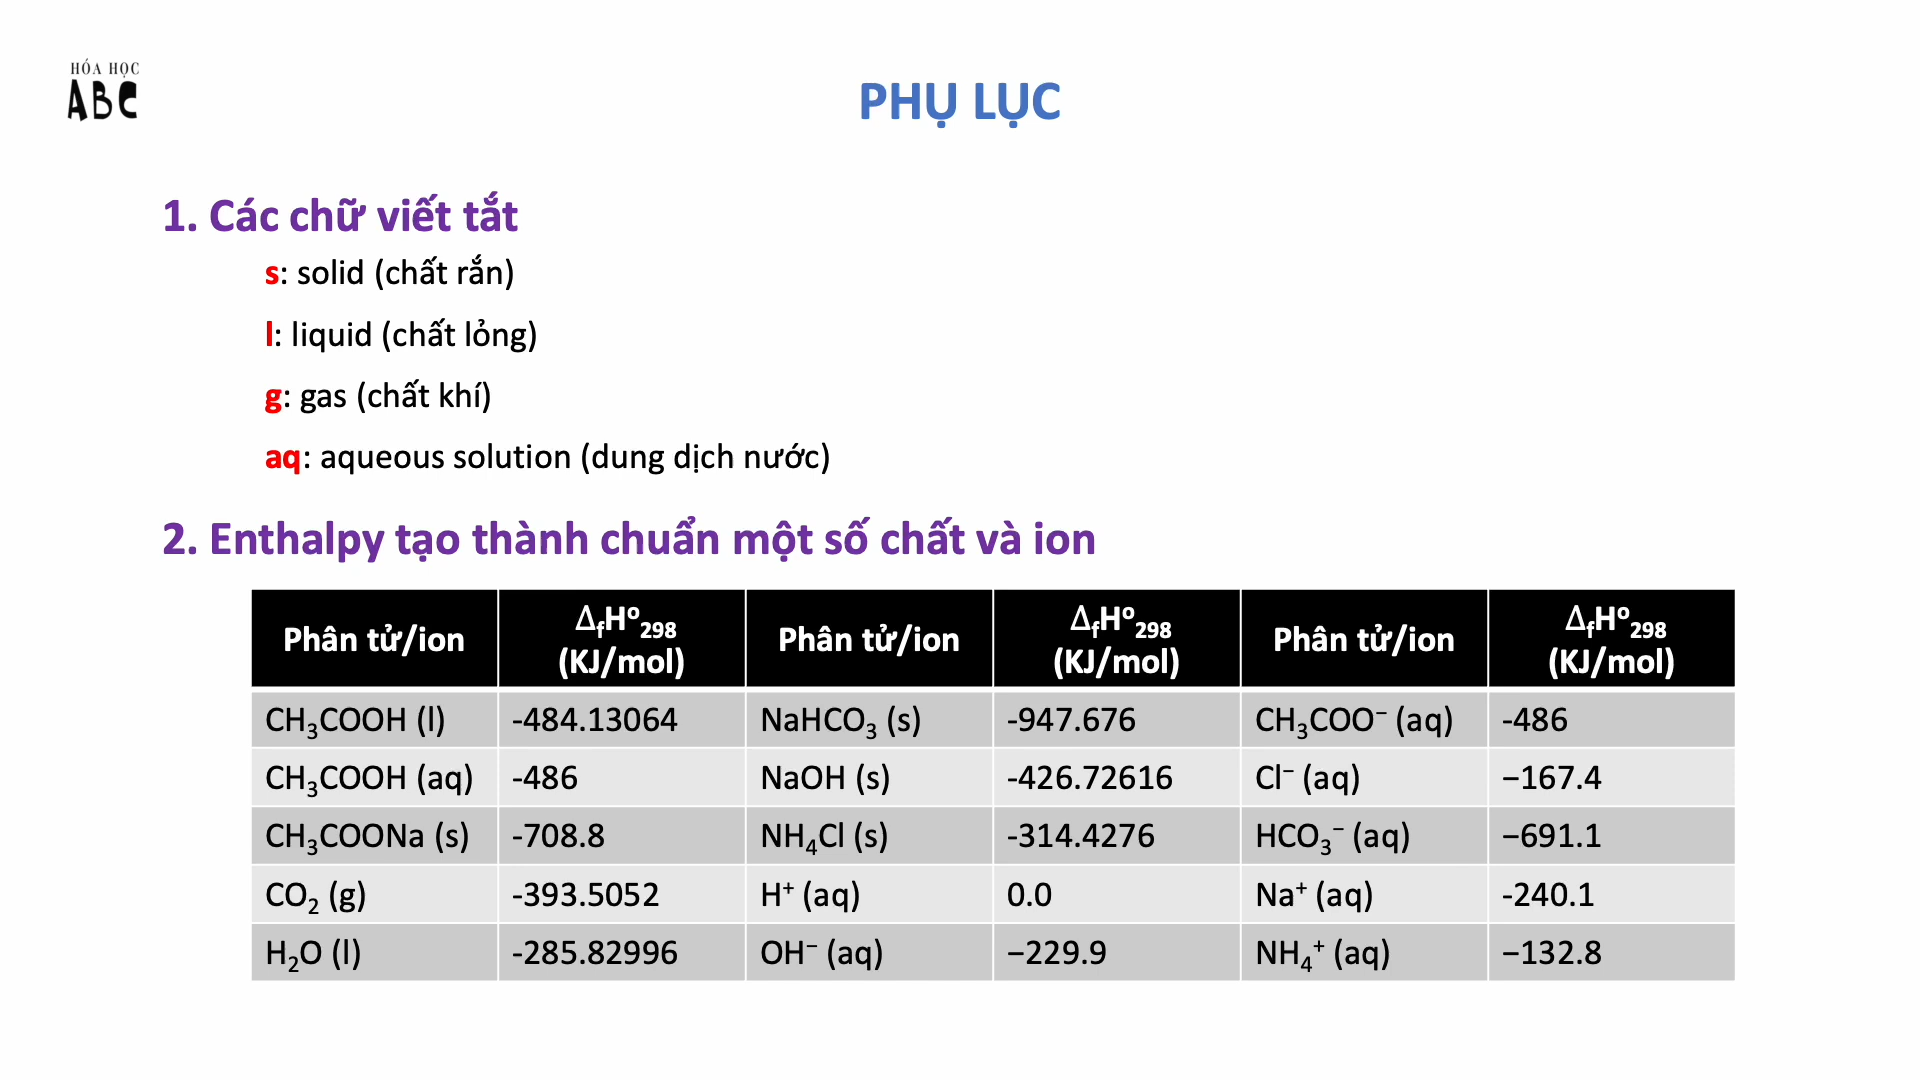 HÓA HỌC
ABC
PHỤ LỤC
1. Các chữ viết tắt
s: solid (chất rắn)
l: liquid (chất lỏng)
g: gas (chất khí)
aq: aqueous solution (dung dịch nước)
2. Enthalpy tạo thành chuẩn một số chất và ion
Phân tử/ion ΔfHº298 (KJ/mol) Phân tử/ion ΔfHº298 (KJ/mol) Phân tử/ion ΔfHº298 (KJ/mol)
CH₃COOH (l) -484.13064 NaHCO₃ (s) -947.676 CH₃COO⁻ (aq) -486
CH₃COOH (aq) -486 NaOH (s) -426.72616 Cl⁻ (aq) −167.4
CH₃COONa (s) -708.8 NH₄Cl (s) -314.4276 HCO₃⁻ (aq) −691.1
CO₂ (g) -393.5052 H⁺ (aq) 0.0 Na⁺ (aq) -240.1
H₂O (l) -285.82996 OH⁻ (aq) −229.9 NH₄⁺ (aq) −132.8